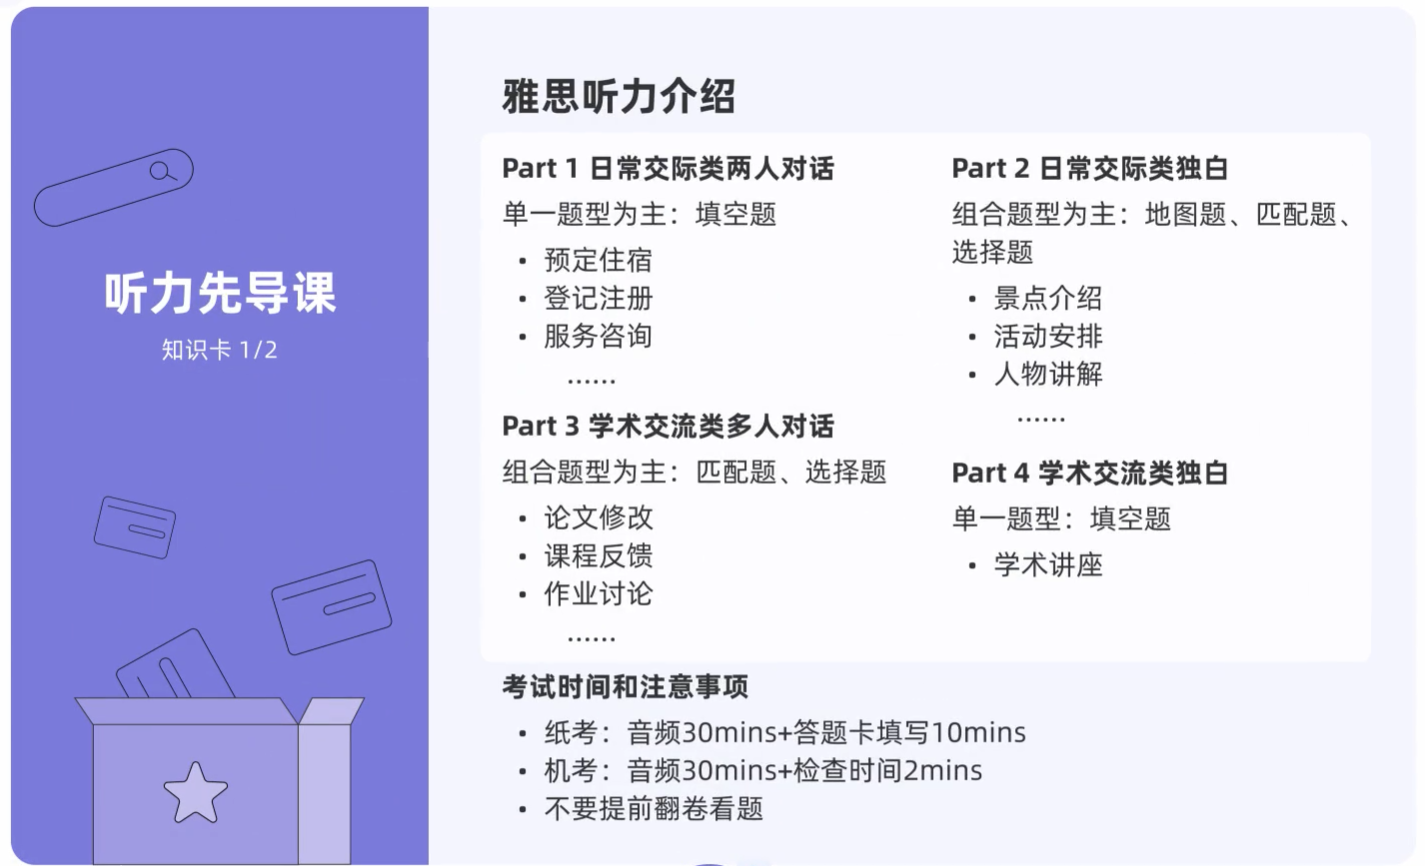 听力先导课
知识卡 1/2
雅思听力介绍
Part 1 日常交际类两人对话
单一题型为主：填空题
• 预定住宿
• 登记注册
• 服务咨询
……
Part 2 日常交际类独白
组合题型为主：地图题、匹配题、
选择题
• 景点介绍
• 活动安排
• 人物讲解
……
Part 3 学术交流类多人对话
组合题型为主：匹配题、选择题
• 论文修改
• 课程反馈
• 作业讨论
……
Part 4 学术交流类独白
单一题型：填空题
• 学术讲座
考试时间和注意事项
• 纸考：音频30mins+答题卡填写10mins
• 机考：音频30mins+检查时间2mins
• 不要提前翻卷看题